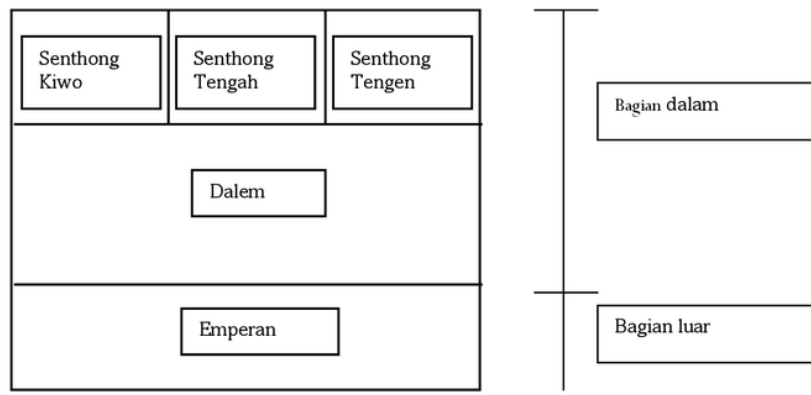 Senthong
Kiwo
Senthong
Tengah
Senthong
Tengen
Bagian dalam
Dalem
Emperan
Bagian luar